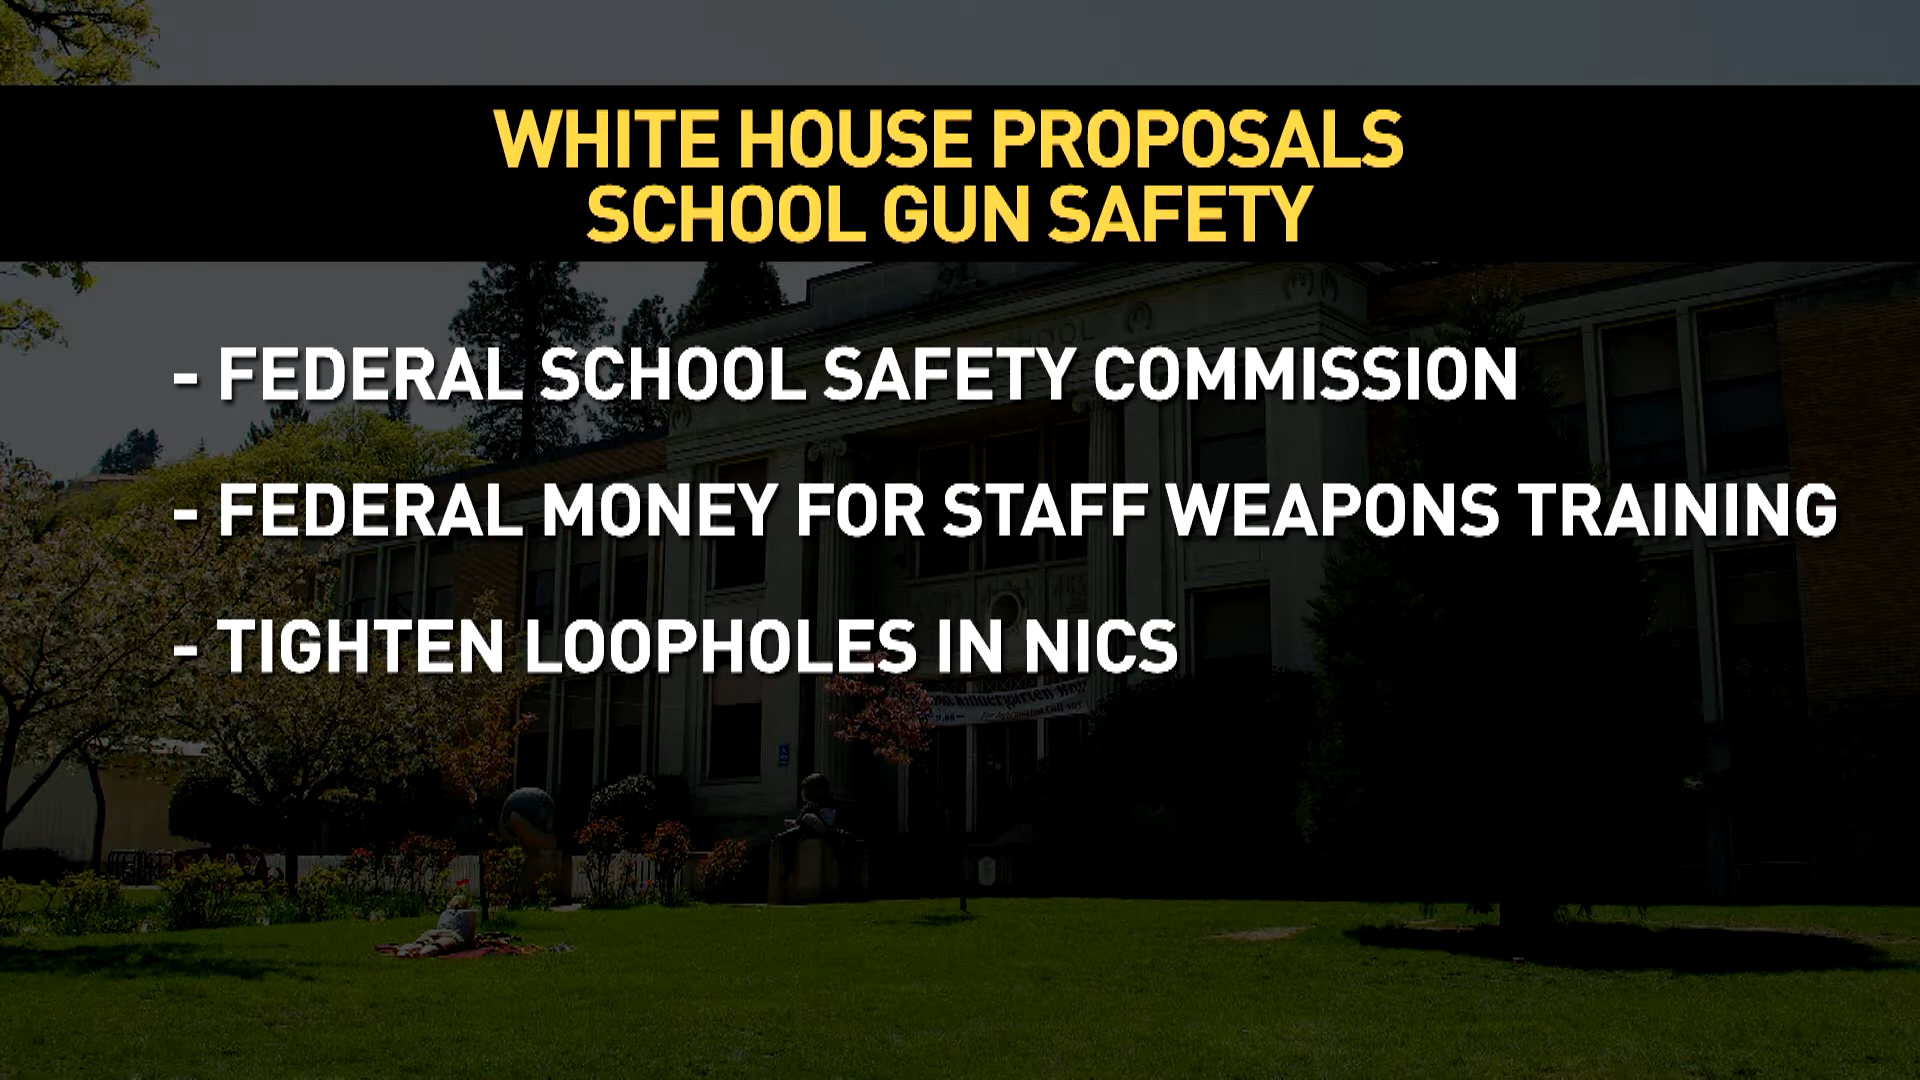 WHITE HOUSE PROPOSALS
SCHOOL GUN SAFETY
- FEDERAL SCHOOL SAFETY COMMISSION
- FEDERAL MONEY FOR STAFF WEAPONS TRAINING
- TIGHTEN LOOPHOLES IN NICS